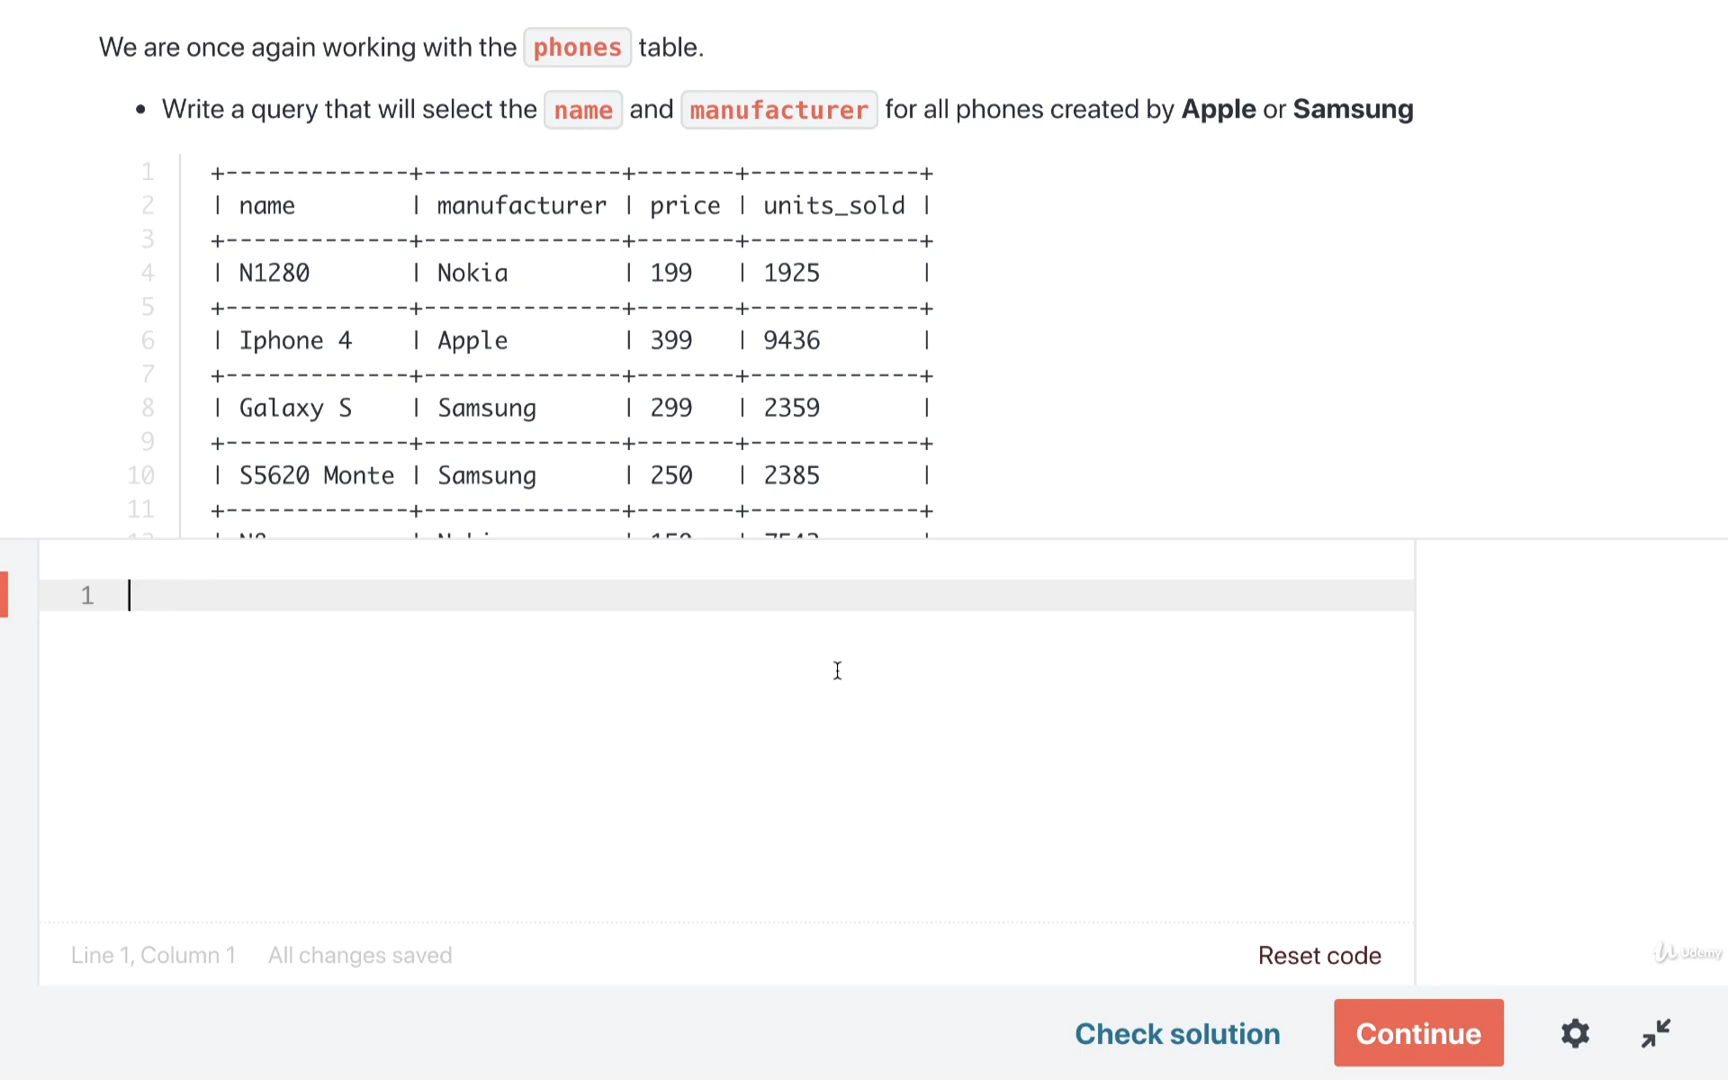 We are once again working with the phones table.
• Write a query that will select the name and manufacturer for all phones created by Apple or Samsung
1 +-------------+--------------+-------+------------+
2 | name | manufacturer | price | units_sold |
3 +-------------+--------------+-------+------------+
4 | N1280 | Nokia | 199 | 1925 |
5 +-------------+--------------+-------+------------+
6 | Iphone 4 | Apple | 399 | 9436 |
7 +-------------+--------------+-------+------------+
8 | Galaxy S | Samsung | 299 | 2359 |
9 +-------------+--------------+-------+------------+
10 | S5620 Monte | Samsung | 250 | 2385 |
11 +-------------+--------------+-------+------------+
1
Line 1, Column 1 All changes saved Reset code
Udemy
Check solution Continue